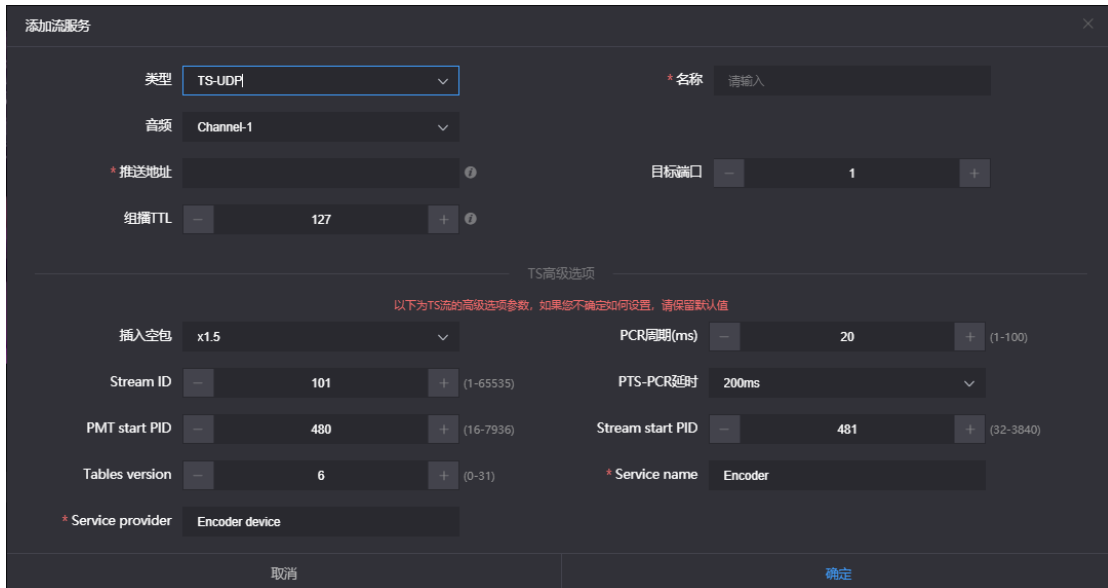 添加流服务
类型 TS-UDP * 名称 请输入
音频 Channel-1
* 推送地址 目标端口 1
组播TTL 127
TS高级选项
以下为TS流的高级选项参数，如果您不确定如何设置，请保留默认值
插入空包 x1.5 PCR周期(ms) 20 (1-100)
Stream ID 101 (1-65535) PTS-PCR延时 200ms
PMT start PID 480 (16-7936) Stream start PID 481 (32-3840)
Tables version 6 (0-31) * Service name Encoder
* Service provider Encoder device
取消 确定